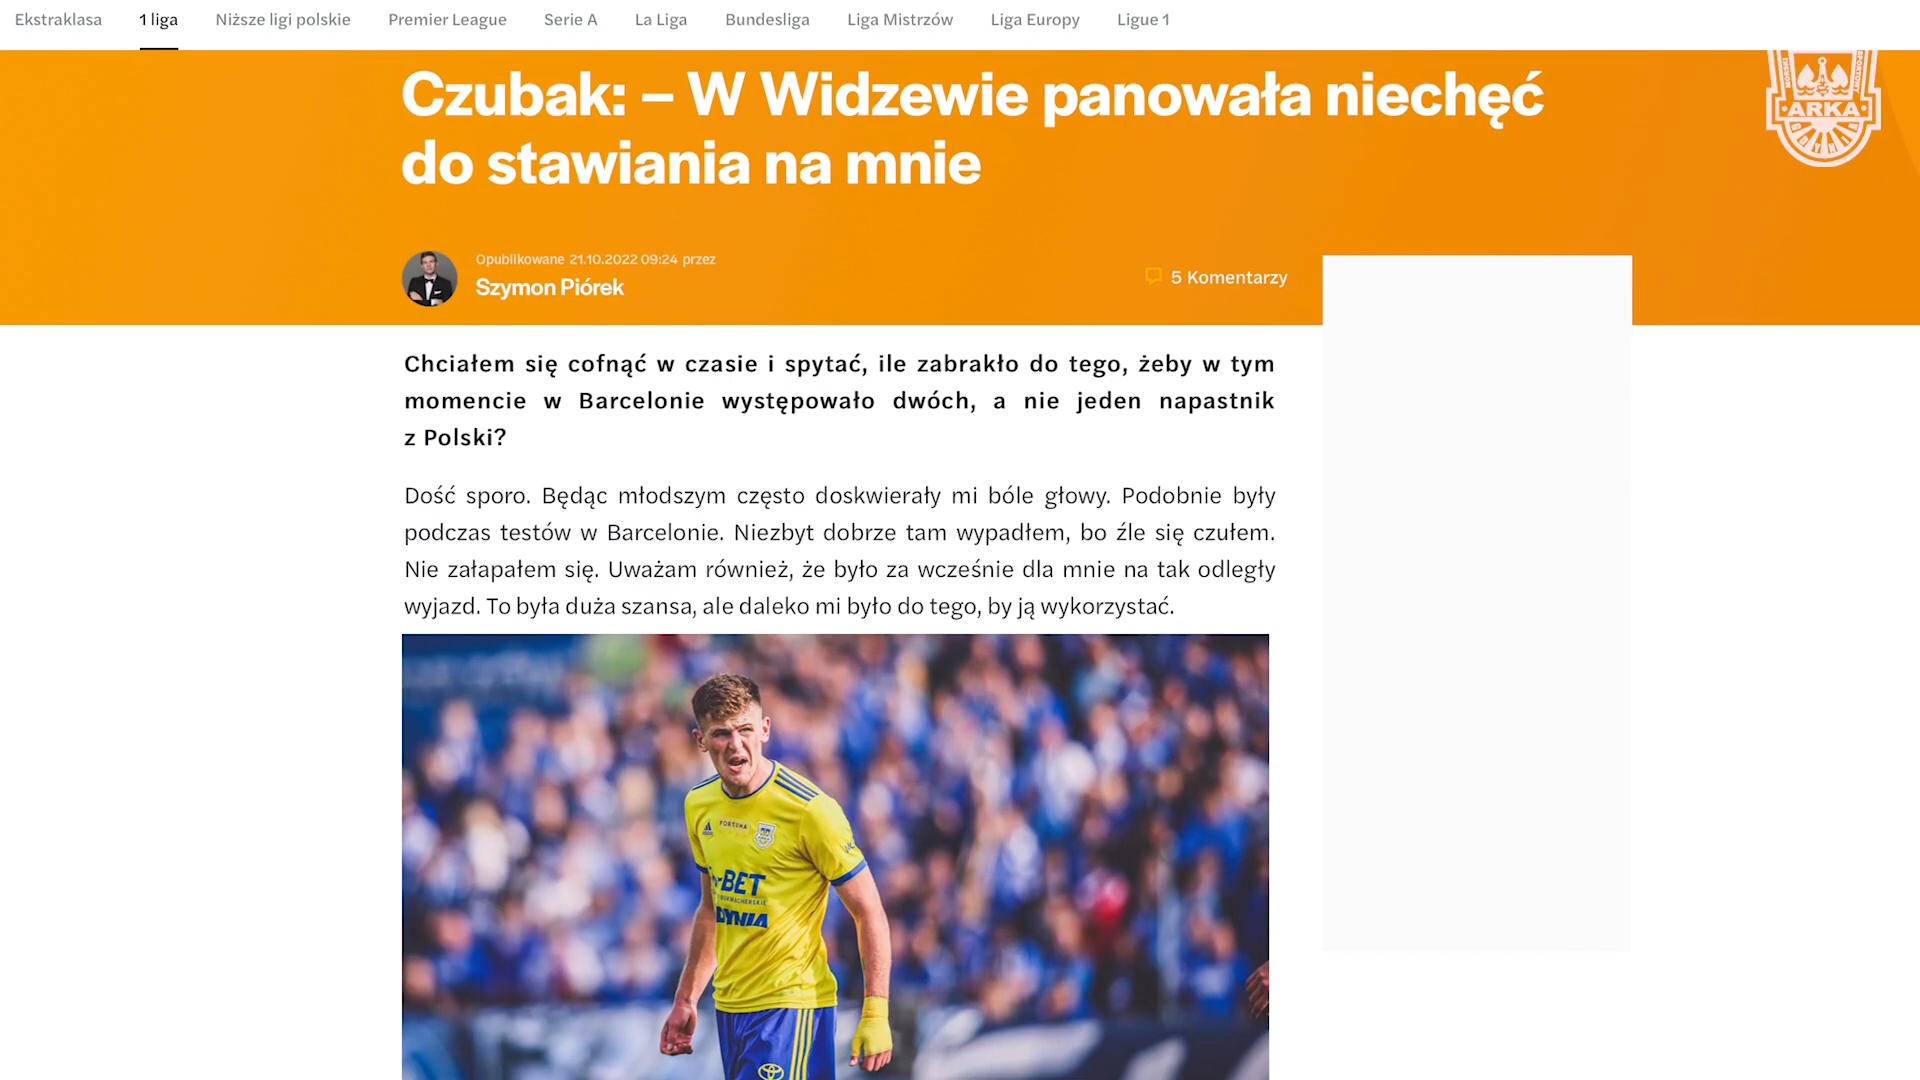 Ekstraklasa 1 liga Niższe ligi polskie Premier League Serie A La Liga Bundesliga Liga Mistrzów Liga Europy Ligue 1
Czubak: – W Widzewie panowała niechęć
do stawiania na mnie
ARKA
GDYNIA
Opublikowane 21.10.2022 09:24 przez
Szymon Piórek
5 Komentarzy
Chciałem się cofnąć w czasie i spytać, ile zabrakło do tego, żeby w tym
momencie w Barcelonie występowało dwóch, a nie jeden napastnik
z Polski?
Dość sporo. Będąc młodszym często doskwierały mi bóle głowy. Podobnie były
podczas testów w Barcelonie. Niezbyt dobrze tam wypadłem, bo źle się czułem.
Nie załapałem się. Uważam również, że było za wcześnie dla mnie na tak odległy
wyjazd. To była duża szansa, ale daleko mi było do tego, by ją wykorzystać.
FORTUNA
-BET